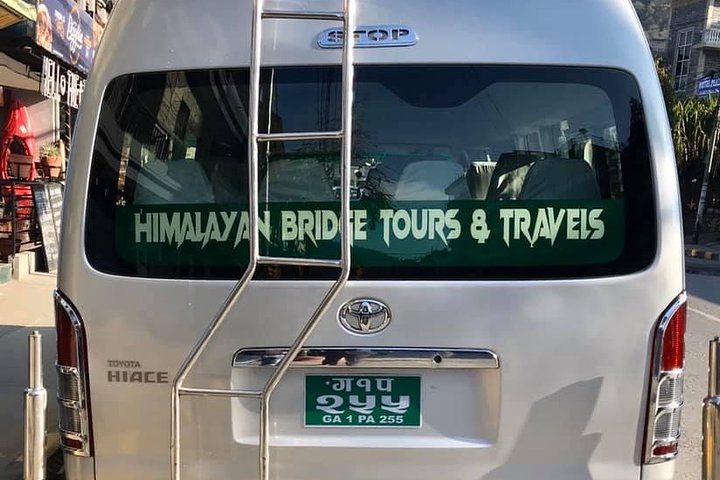 STOP
HIMALAYAN BRIDGE TOURS & TRAVELS
TOYOTA
HIACE
ग १ प
२५५
GA 1 PA 255